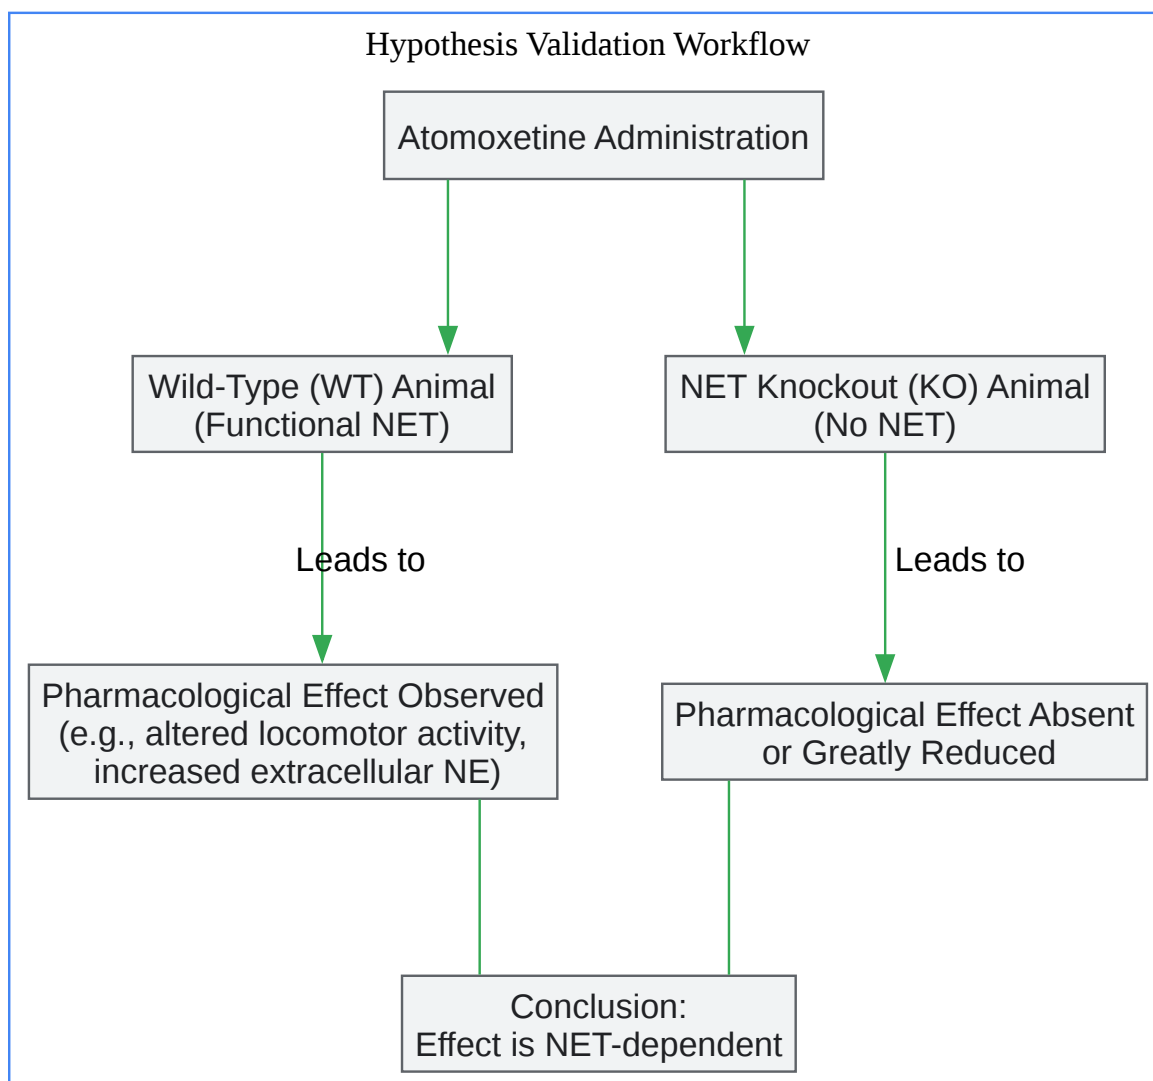 Hypothesis Validation Workflow
Atomoxetine Administration
Wild-Type (WT) Animal
(Functional NET)
NET Knockout (KO) Animal
(No NET)
Leads to
Leads to
Pharmacological Effect Observed
(e.g., altered locomotor activity,
increased extracellular NE)
Pharmacological Effect Absent
or Greatly Reduced
Conclusion:
Effect is NET-dependent